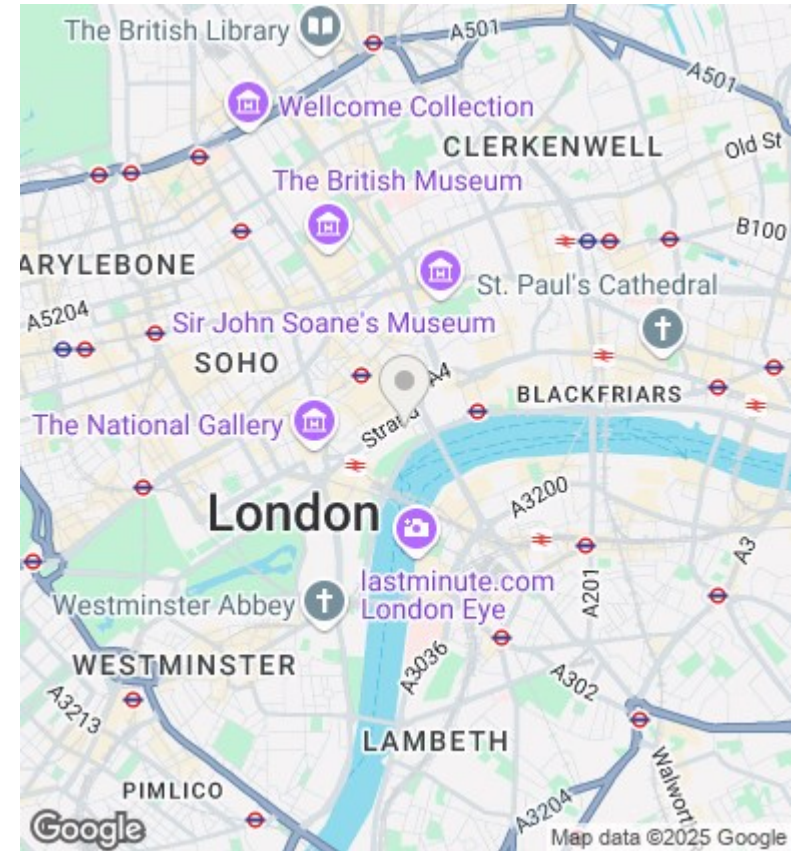 The British Library
A501
A501
Wellcome Collection
CLERKENWELL
Old St
The British Museum
B100
ARYLEBONE
St. Paul's Cathedral
A5204
Sir John Soane's Museum
SOHO
A4
BLACKFRIARS
The National Gallery
Strand
London
A3200
A3
lastminute.com
London Eye
A201
Westminster Abbey
WESTMINSTER
A3036
A302
A3213
LAMBETH
PIMLICO
Walwort
A3204
Google
Map data ©2025 Google